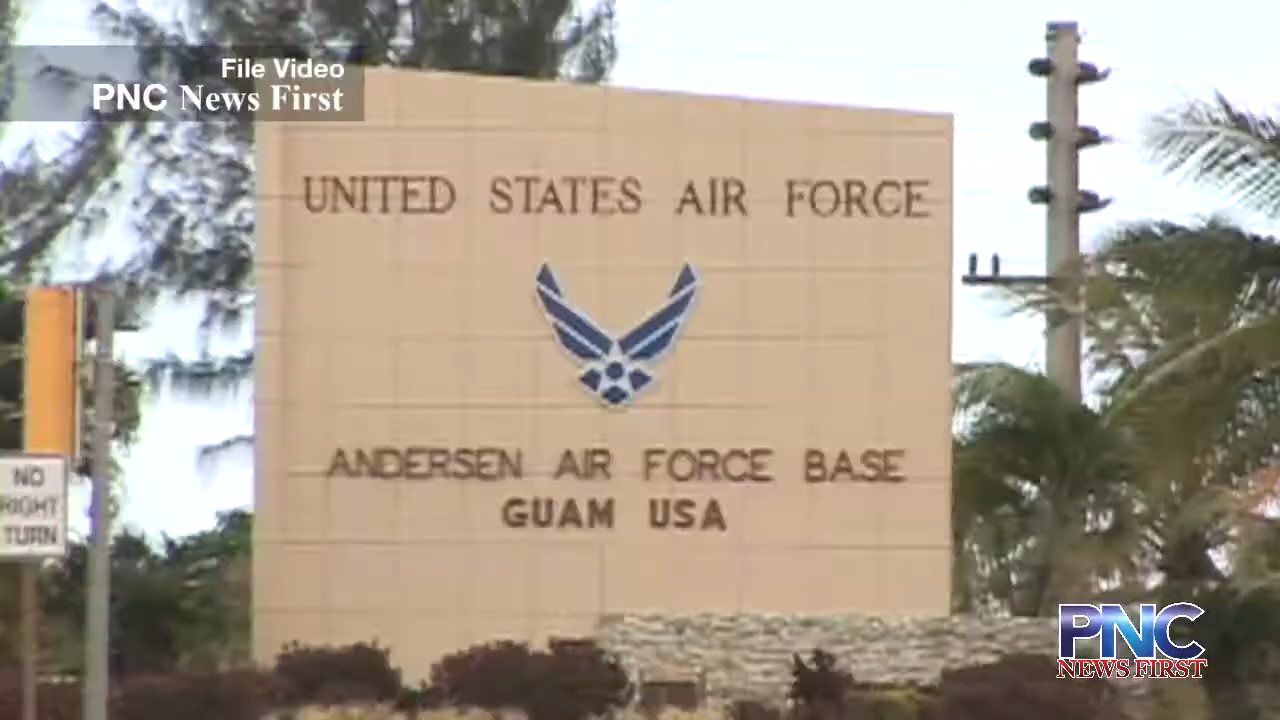 File Video
PNC News First
UNITED STATES AIR FORCE
ANDERSEN AIR FORCE BASE
GUAM USA
NO
RIGHT
TURN
PNC
NEWS FIRST